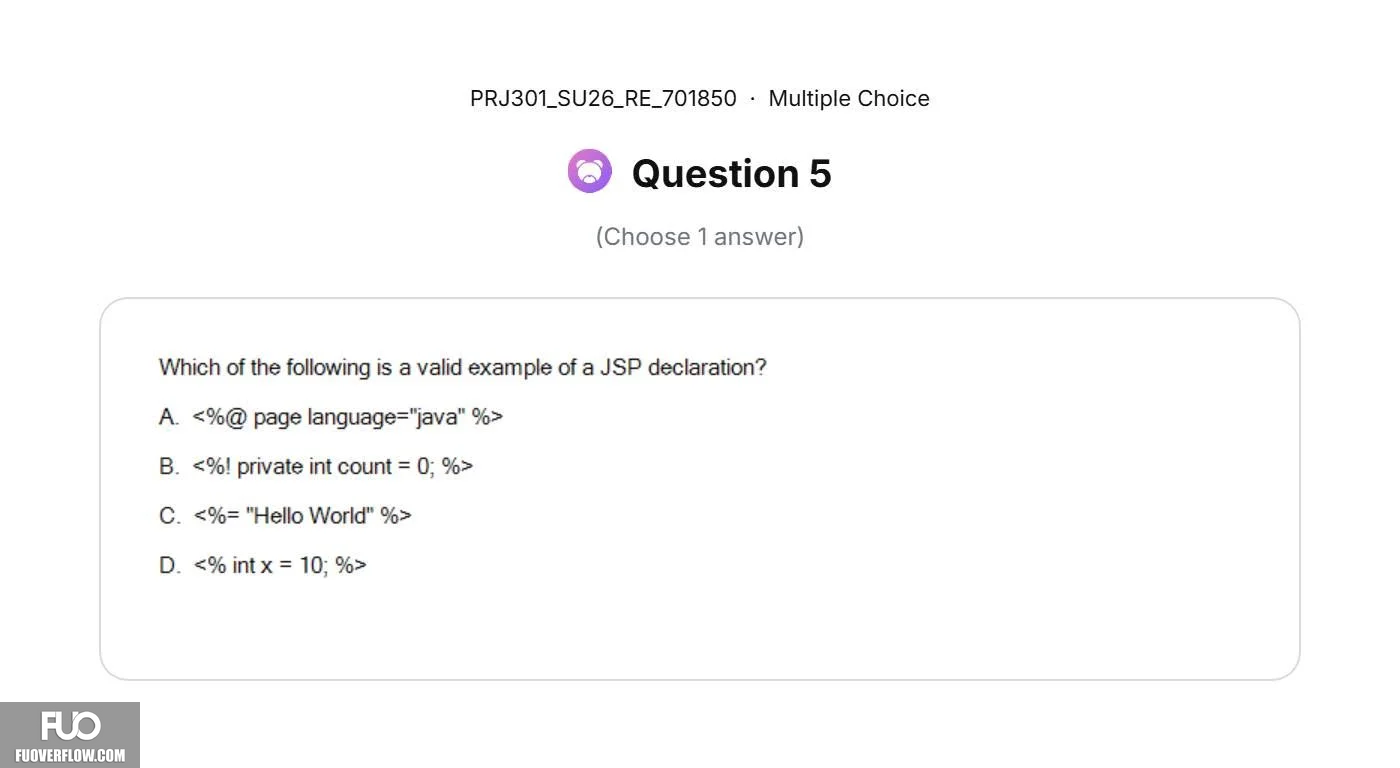 PRJ301_SU26_RE_701850 · Multiple Choice
Question 5
(Choose 1 answer)
Which of the following is a valid example of a JSP declaration?
A. <%@ page language="java" %>
B. <%! private int count = 0; %>
C. <%= "Hello World" %>
D. <% int x = 10; %>
FUO
FUOVERFLOW.COM